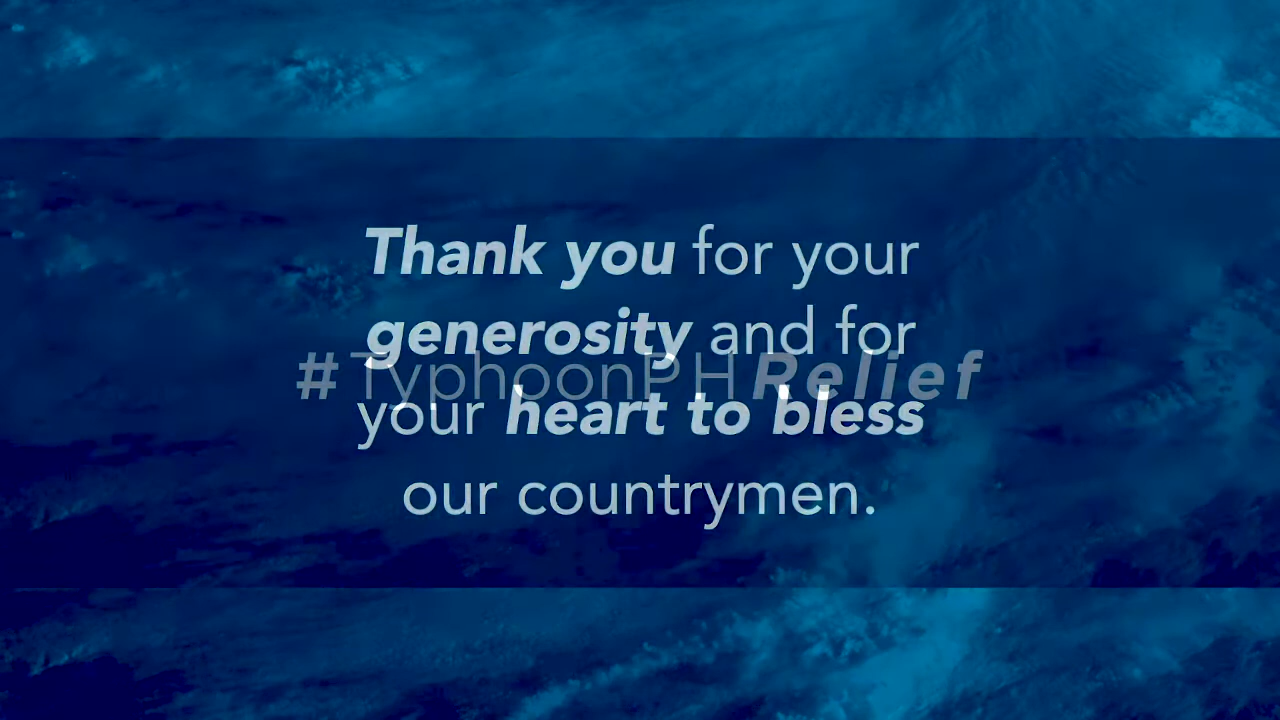 Thank you for your
generosity and for
#TyphoonPHRelief
your heart to bless
our countrymen.